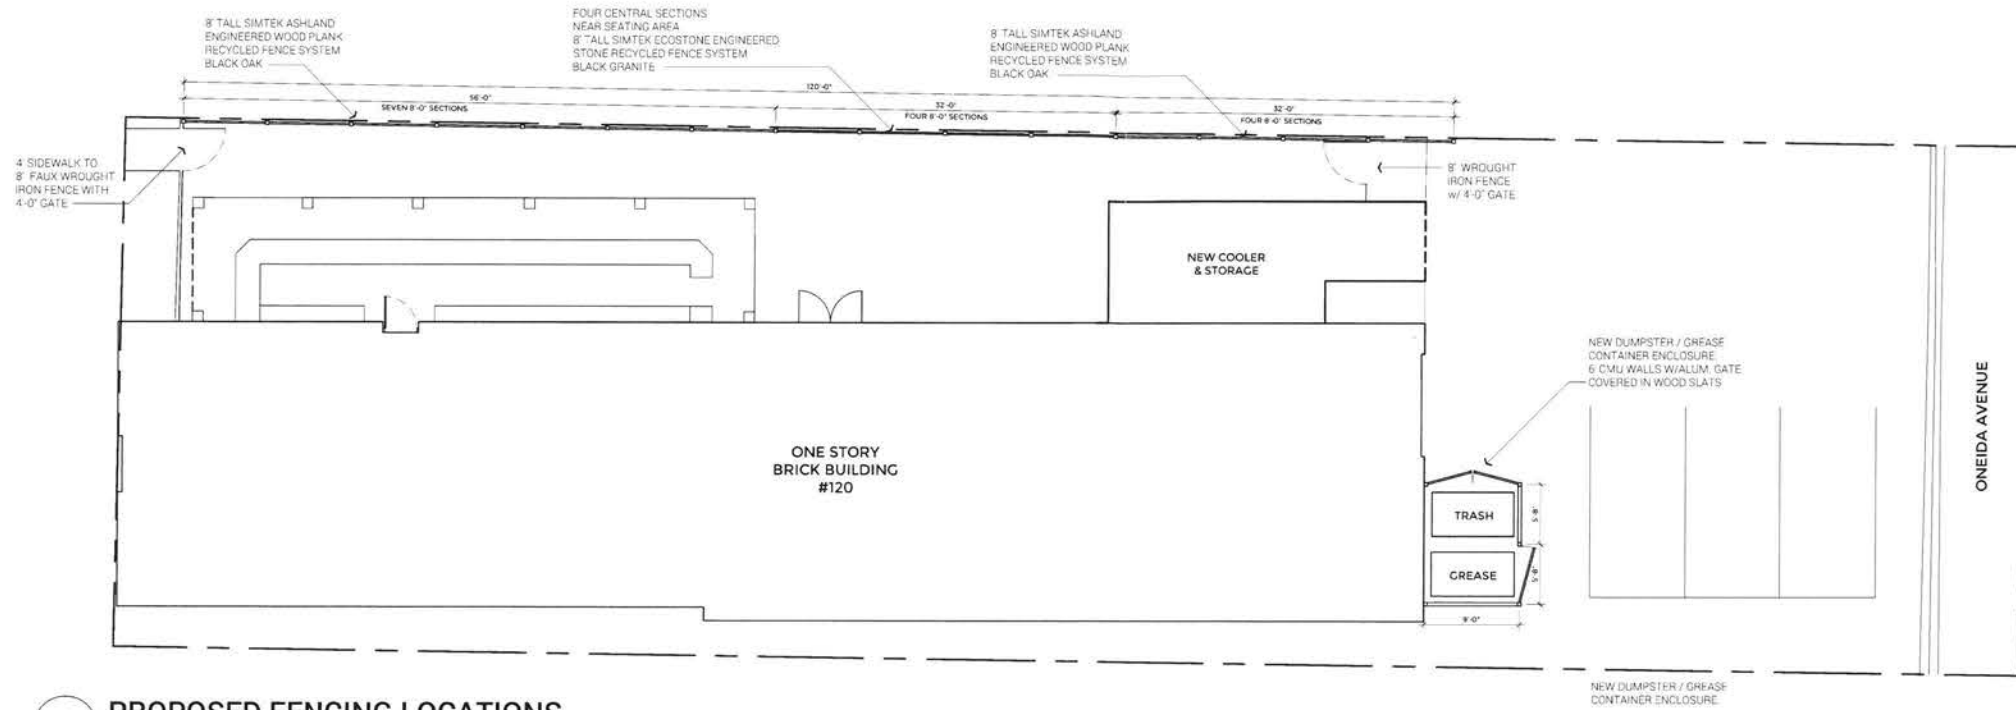 8' TALL SIMTEK ASHLAND
ENGINEERED WOOD PLANK
RECYCLED FENCE SYSTEM
BLACK OAK
FOUR CENTRAL SECTIONS
NEAR SEATING AREA
8' TALL SIMTEK ECOSTONE ENGINEERED
STONE RECYCLED FENCE SYSTEM
BLACK GRANITE
8' TALL SIMTEK ASHLAND
ENGINEERED WOOD PLANK
RECYCLED FENCE SYSTEM
BLACK OAK
120'-0"
56'-0"
SEVEN 8'-0" SECTIONS
32'-0"
FOUR 8'-0" SECTIONS
32'-0"
FOUR 8'-0" SECTIONS
4' SIDEWALK TO
8' FAUX WROUGHT
IRON FENCE WITH
4'-0" GATE
8' WROUGHT
IRON FENCE
w/ 4'-0" GATE
NEW COOLER
& STORAGE
NEW DUMPSTER / GREASE
CONTAINER ENCLOSURE
6' CMU WALLS W/ALUM. GATE
COVERED IN WOOD SLATS
ONE STORY
BRICK BUILDING
#120
TRASH
5'-8"
GREASE
5'-8"
9'-0"
ONEIDA AVENUE
NEW DUMPSTER / GREASE
CONTAINER ENCLOSURE
PROPOSED FENCING LOCATIONS